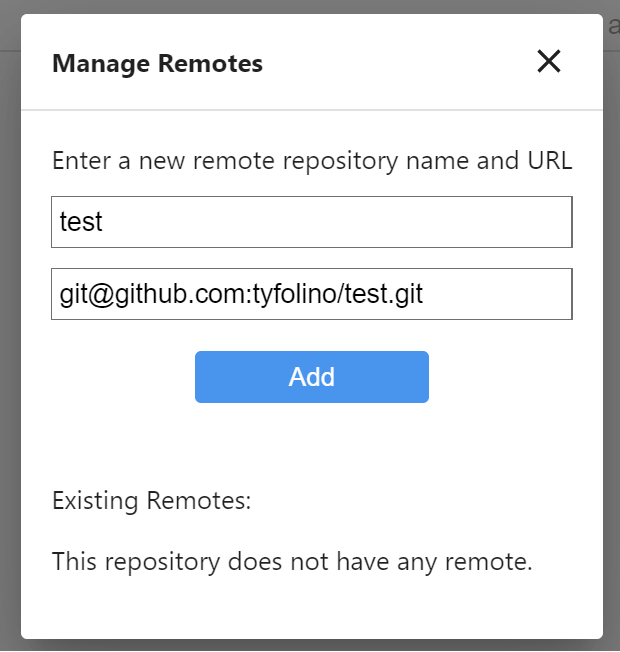 Manage Remotes
Enter a new remote repository name and URL
test
git@github.com:tyfolino/test.git
Add
Existing Remotes:
This repository does not have any remote.